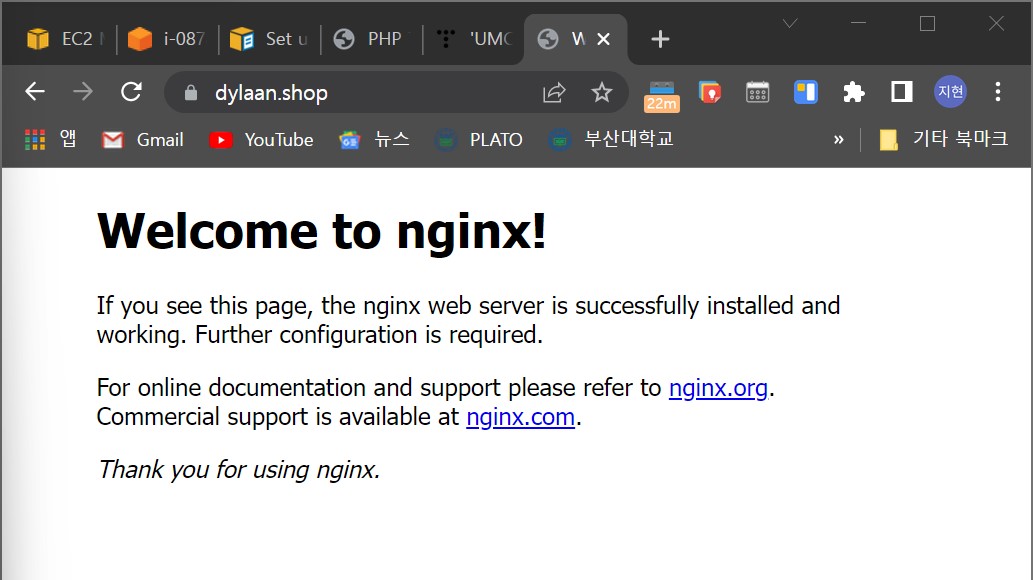 EC2
i-087
Set u
PHP
'UMC
W
dylaan.shop
22m
지현
앱
Gmail
YouTube
뉴스
PLATO
부산대학교
»
기타 북마크
Welcome to nginx!
If you see this page, the nginx web server is successfully installed and
working. Further configuration is required.
For online documentation and support please refer to nginx.org.
Commercial support is available at nginx.com.
Thank you for using nginx.